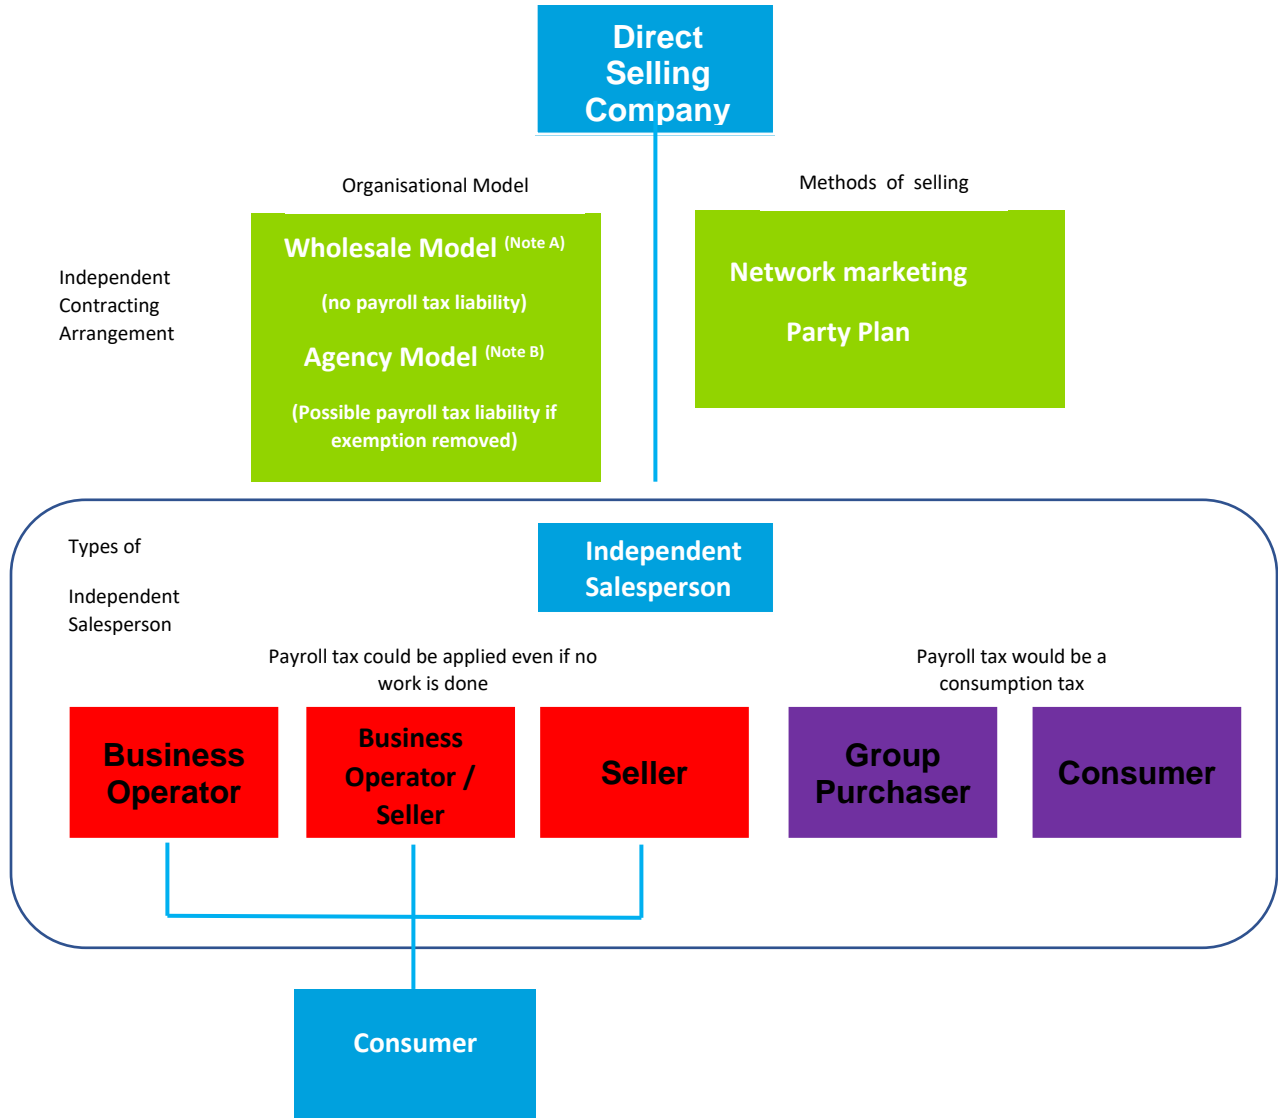 Direct
Selling
Company
Organisational Model
Methods of selling
Independent
Contracting
Arrangement
Wholesale Model (Note A)
(no payroll tax liability)
Agency Model (Note B)
(Possible payroll tax liability if
exemption removed)
Network marketing
Party Plan
Types of
Independent
Salesperson
Independent
Salesperson
Payroll tax could be applied even if no
work is done
Payroll tax would be a
consumption tax
Business
Operator
Business
Operator /
Seller
Seller
Group
Purchaser
Consumer
Consumer